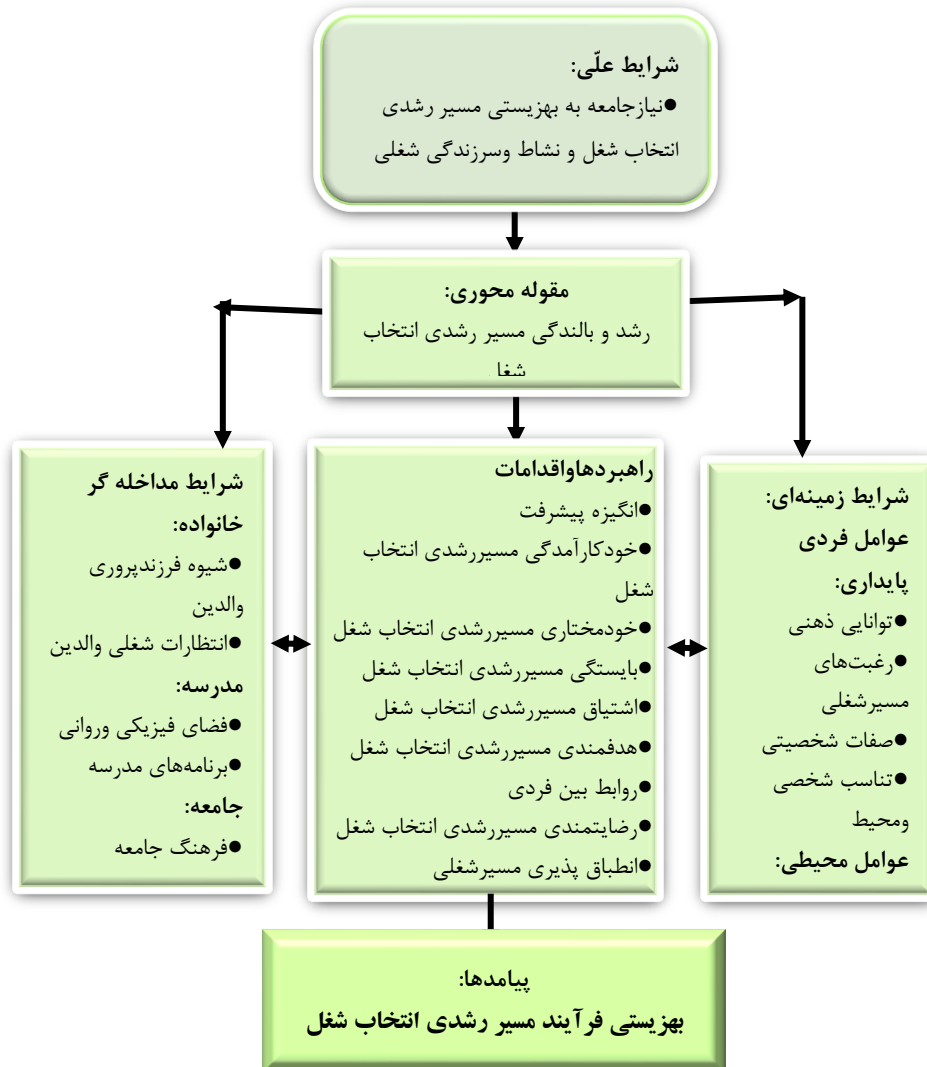 شرایط علّی:
●نیازجامعه به بهزیستی مسیر رشدی
انتخاب شغل و نشاط وسرزندگی شغلی
مقوله محوری:
رشد و بالندگی مسیر رشدی انتخاب
شغل
شرایط زمینه‌ای:
عوامل فردی
پایداری:
●توانایی ذهنی
●رغبت‌های
مسیرشغلی
●صفات شخصیتی
●تناسب شخصی
ومحیط
عوامل محیطی:
راهبردهاواقدامات
●انگیزه پیشرفت
●خودکارآمدگی مسیررشدی انتخاب
شغل
●خودمختاری مسیررشدی انتخاب شغل
●بایستگی مسیررشدی انتخاب شغل
●اشتیاق مسیررشدی انتخاب شغل
●هدفمندی مسیررشدی انتخاب شغل
●روابط بین فردی
●رضایتمندی مسیررشدی انتخاب شغل
●انطباق پذیری مسیرشغلی
شرایط مداخله گر
خانواده:
●شیوه فرزندپروری
والدین
●انتظارات شغلی والدین
مدرسه:
●فضای فیزیکی وروانی
●برنامه‌های مدرسه
جامعه:
●فرهنگ جامعه
پیامدها:
بهزیستی فرآیند مسیر رشدی انتخاب شغل